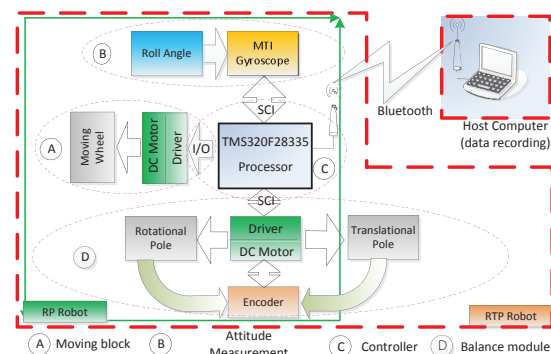 B
Roll Angle
MTI
Gyroscope
Bluetooth
Host Computer
(data recording)
SCI
A
Moving
Wheel
DC Motor
Driver
I/O
TMS320F28335
Processor
C
SCI
Rotational
Pole
Driver
DC Motor
Translational
Pole
D
Encoder
RP Robot
RTP Robot
A Moving block
B Attitude
Measurement
C Controller
D Balance module